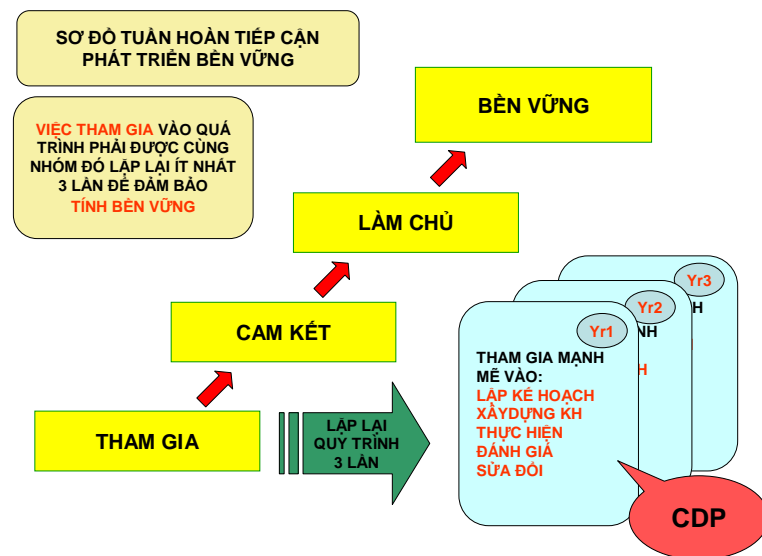 SƠ ĐỒ TUẦN HOÀN TIẾP CẬN
PHÁT TRIỂN BỀN VỮNG
VIỆC THAM GIA VÀO QUÁ
TRÌNH PHẢI ĐƯỢC CÙNG
NHÓM ĐÓ LẶP LẠI ÍT NHẤT
3 LẦN ĐỂ ĐẢM BẢO
TÍNH BỀN VỮNG
BỀN VỮNG
LÀM CHỦ
CAM KẾT
THAM GIA
LẶP LẠI
QUY TRÌNH
3 LẦN
Yr3
Yr2
Yr1
THAM GIA MẠNH
MẼ VÀO:
LẬP KẾ HOẠCH
XÂYDỰNG KH
THỰC HIỆN
ĐÁNH GIÁ
SỬA ĐỔI
CDP